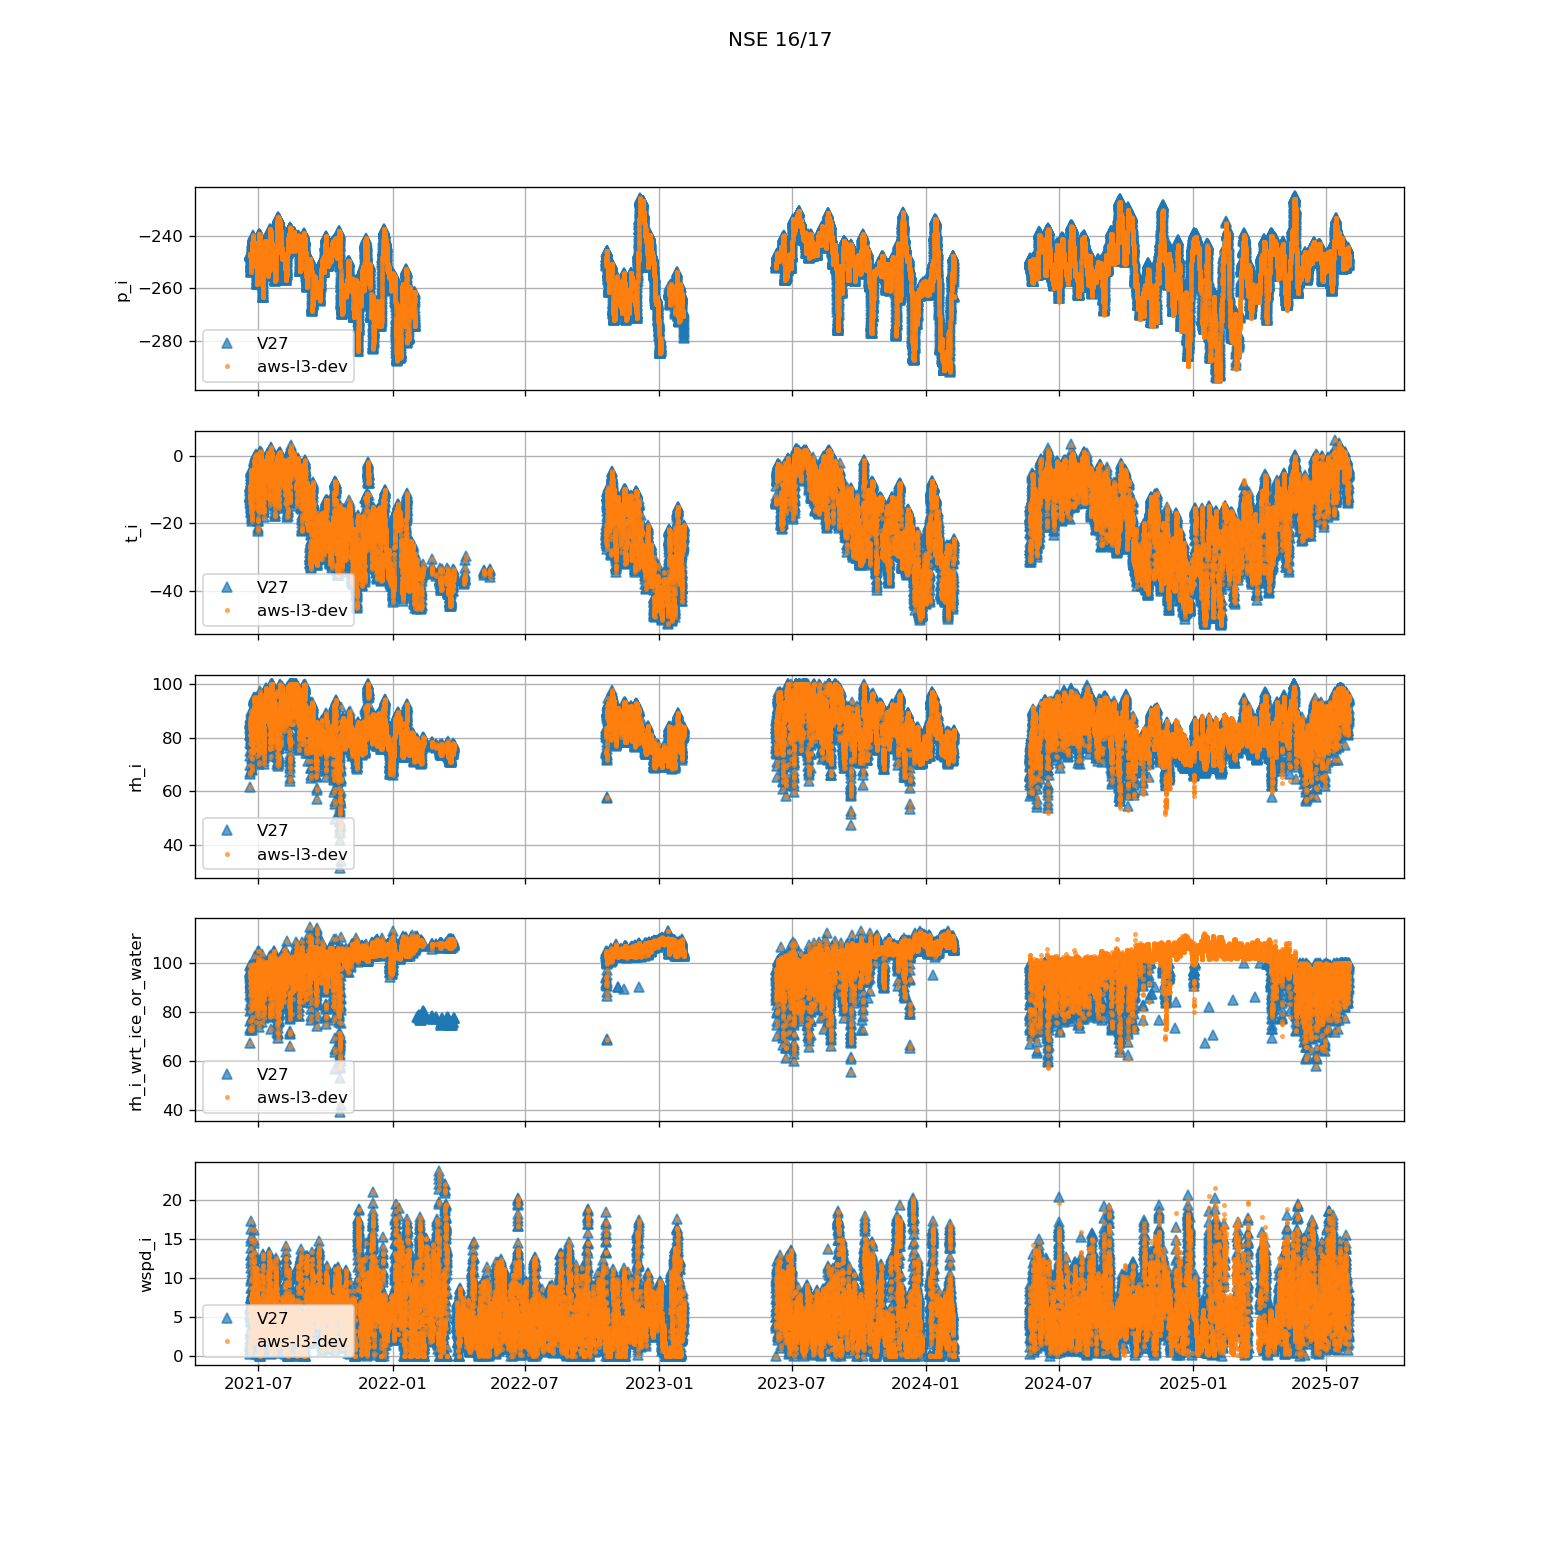 NSE 16/17
−240
−260
−280
p_i
V27
aws-l3-dev
0
−20
−40
t_i
V27
aws-l3-dev
100
80
60
40
rh_i
V27
aws-l3-dev
100
80
60
40
rh_i_wrt_ice_or_water
V27
aws-l3-dev
20
15
10
5
0
wspd_i
V27
aws-l3-dev
2021-07 2022-01 2022-07 2023-01 2023-07 2024-01 2024-07 2025-01 2025-07